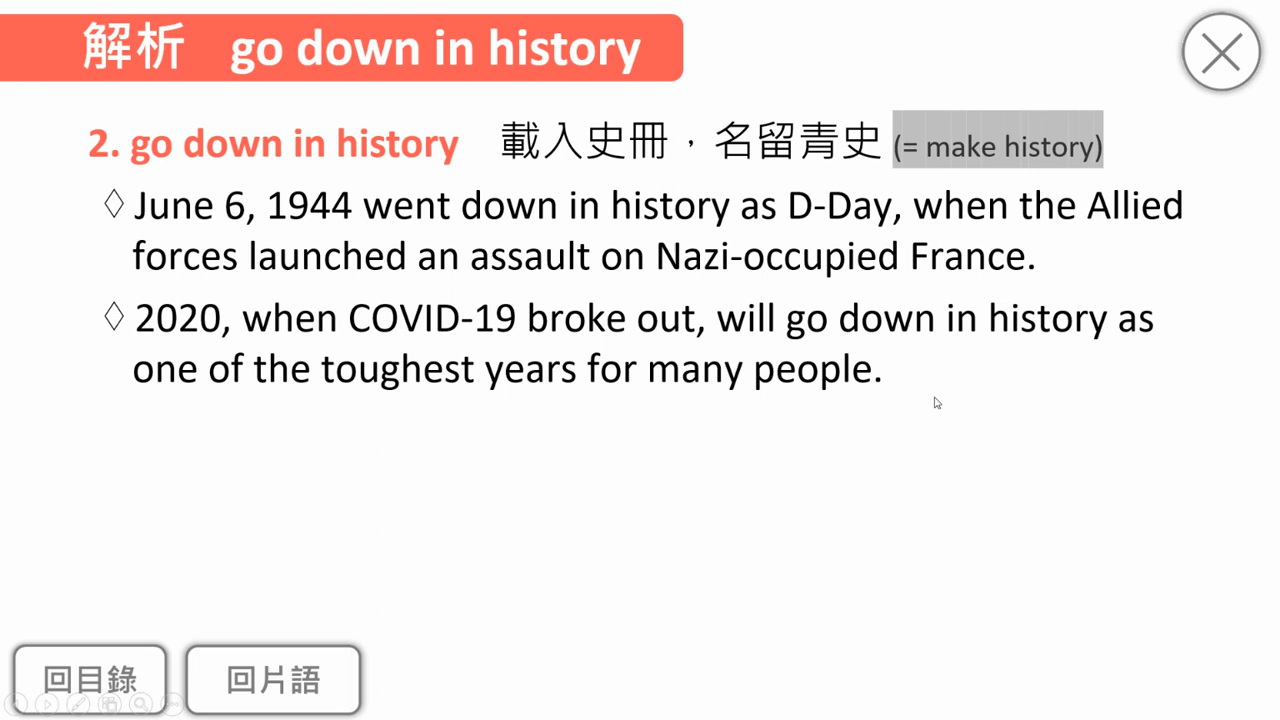 解析 go down in history
2. go down in history 載入史冊，名留青史 (= make history)
◊ June 6, 1944 went down in history as D-Day, when the Allied
forces launched an assault on Nazi-occupied France.
◊ 2020, when COVID-19 broke out, will go down in history as
one of the toughest years for many people.
回目錄 回片語